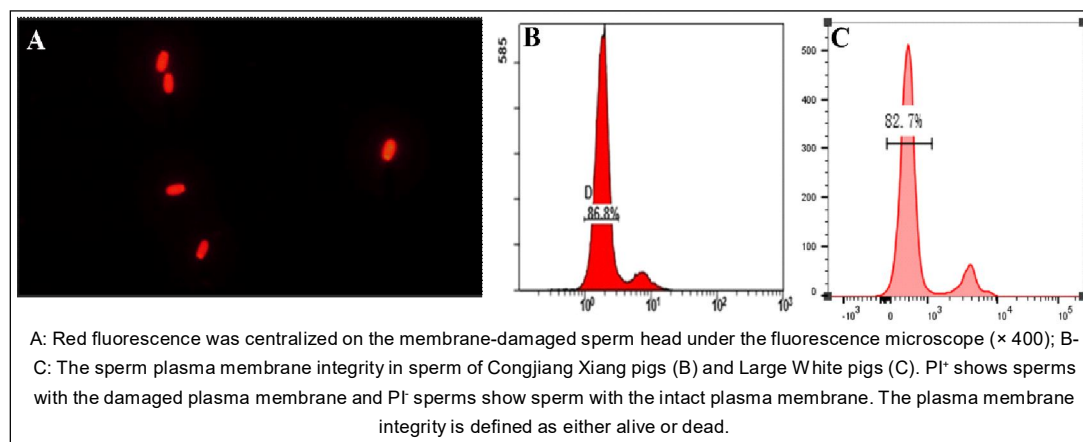 A
B
585
D
86.8%
10⁰
10¹
10²
10³
C
500
400
300
200
100
0
82.7%
-10³
0
10³
10⁴
10⁵
A: Red fluorescence was centralized on the membrane-damaged sperm head under the fluorescence microscope (× 400); B-
C: The sperm plasma membrane integrity in sperm of Congjiang Xiang pigs (B) and Large White pigs (C). PI⁺ shows sperms
with the damaged plasma membrane and PI⁻ sperms show sperm with the intact plasma membrane. The plasma membrane
integrity is defined as either alive or dead.